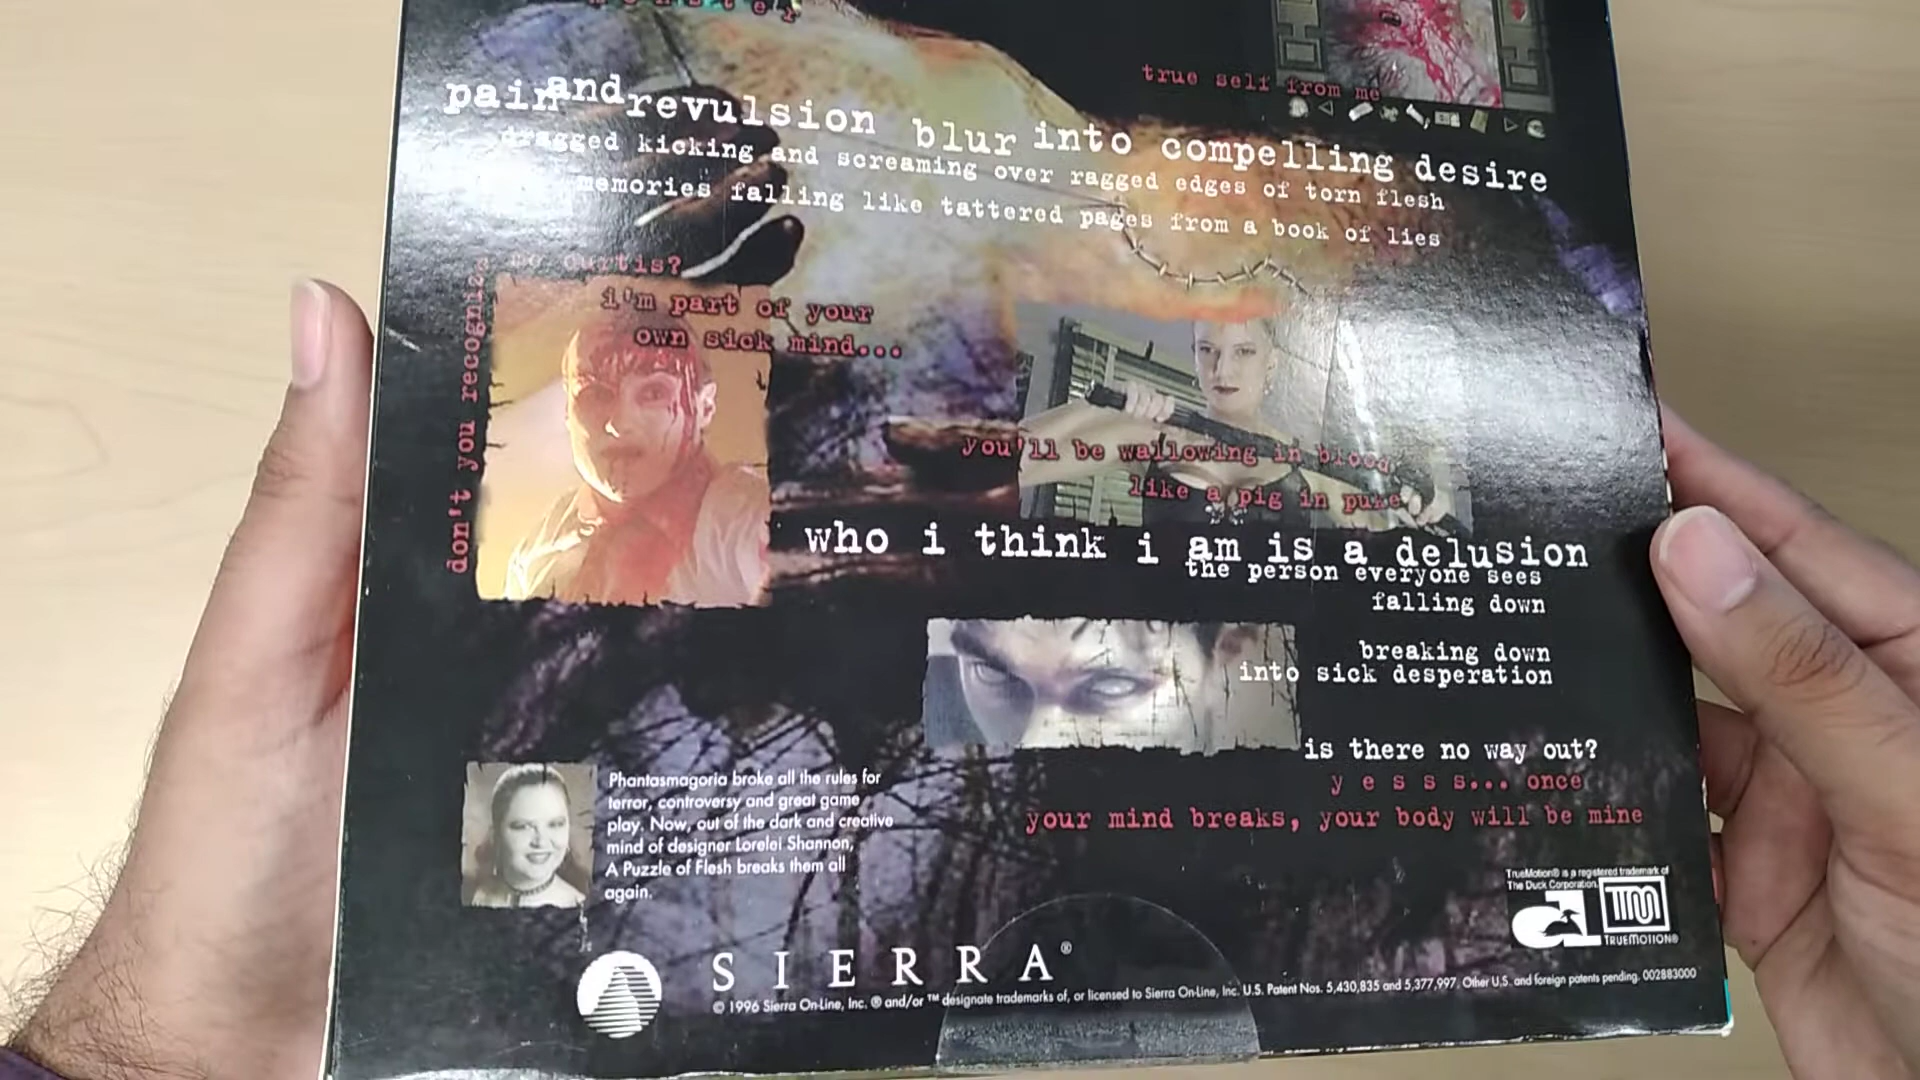 true self from me
pain and revulsion blur into compelling desire
dragged kicking and screaming over ragged edges of torn flesh
memories falling like tattered pages from a book of lies
don't you recognize me curtis?
i'm part of your
own sick mind...
you'll be wallowing in blood
like a pig in puke
who i think i am is a delusion
the person everyone sees
falling down
breaking down
into sick desperation
is there no way out?
y e s s s... once
your mind breaks, your body will be mine
Phantasmagoria broke all the rules for
terror, controversy and great game
play. Now, out of the dark and creative
mind of designer Lorelei Shannon,
A Puzzle of Flesh breaks them all
again.
TrueMotion® is a registered trademark of
The Duck Corporation.
TRUEMOTION®
SIERRA®
© 1996 Sierra On-Line, Inc. ® and/or ™ designate trademarks of, or licensed to Sierra On-Line, Inc. U.S. Patent Nos. 5,430,835 and 5,377,997. Other U.S. and foreign patents pending. 002883000